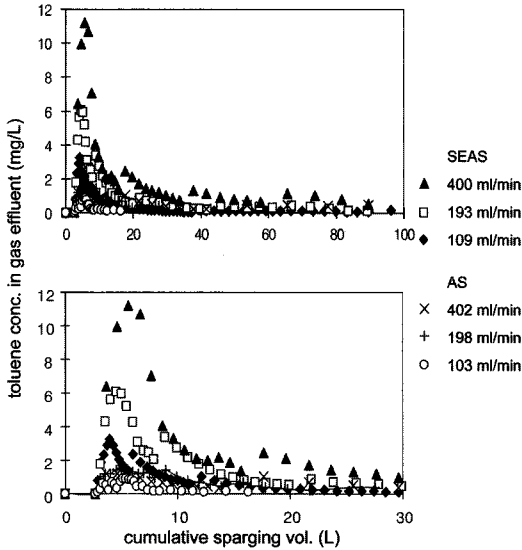 12
10
8
6
4
2
0
0 20 40 60 80 100
toluene conc. in gas effluent (mg/L)
12
10
8
6
4
2
0
0 10 20 30
cumulative sparging vol. (L)
SEAS
400 ml/min
193 ml/min
109 ml/min
AS
402 ml/min
198 ml/min
103 ml/min